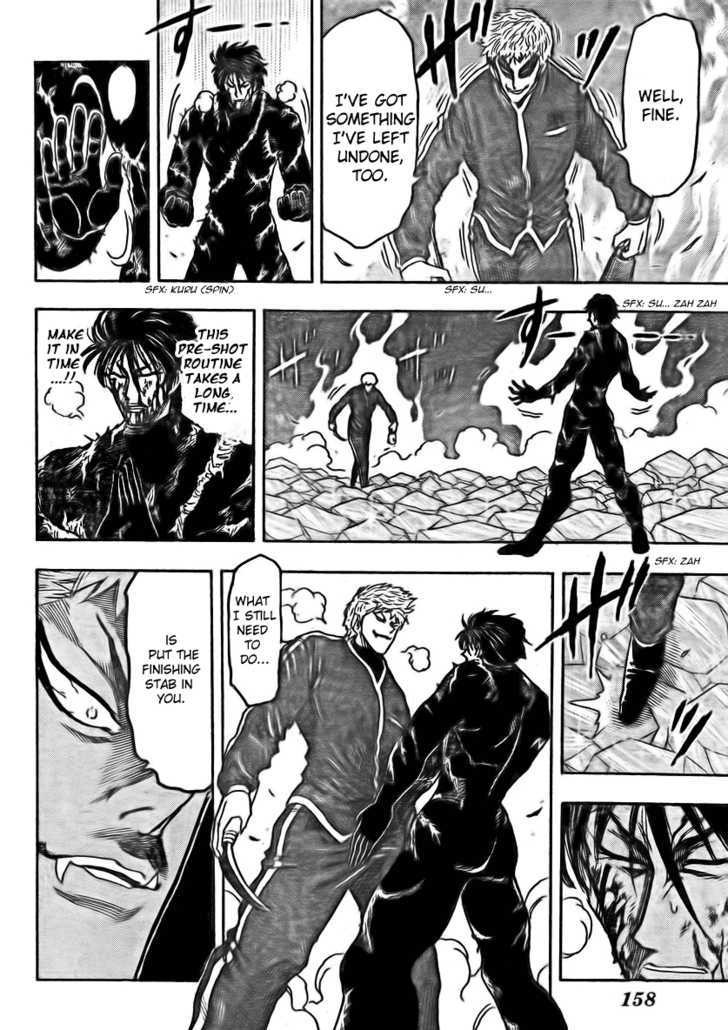 WELL,
FINE.
I'VE GOT
SOMETHING
I'VE LEFT
UNDONE,
TOO.
SFX: SU...
SFX: KURU (SPIN)
SFX: SU... ZAH ZAH
THIS
PRE-SHOT
ROUTINE
TAKES A
LONG
TIME...
MAKE
IT IN
TIME
...!!
SFX: ZAH
WHAT
I STILL
NEED
TO
DO...
IS
PUT THE
FINISHING
STAB IN
YOU.
158